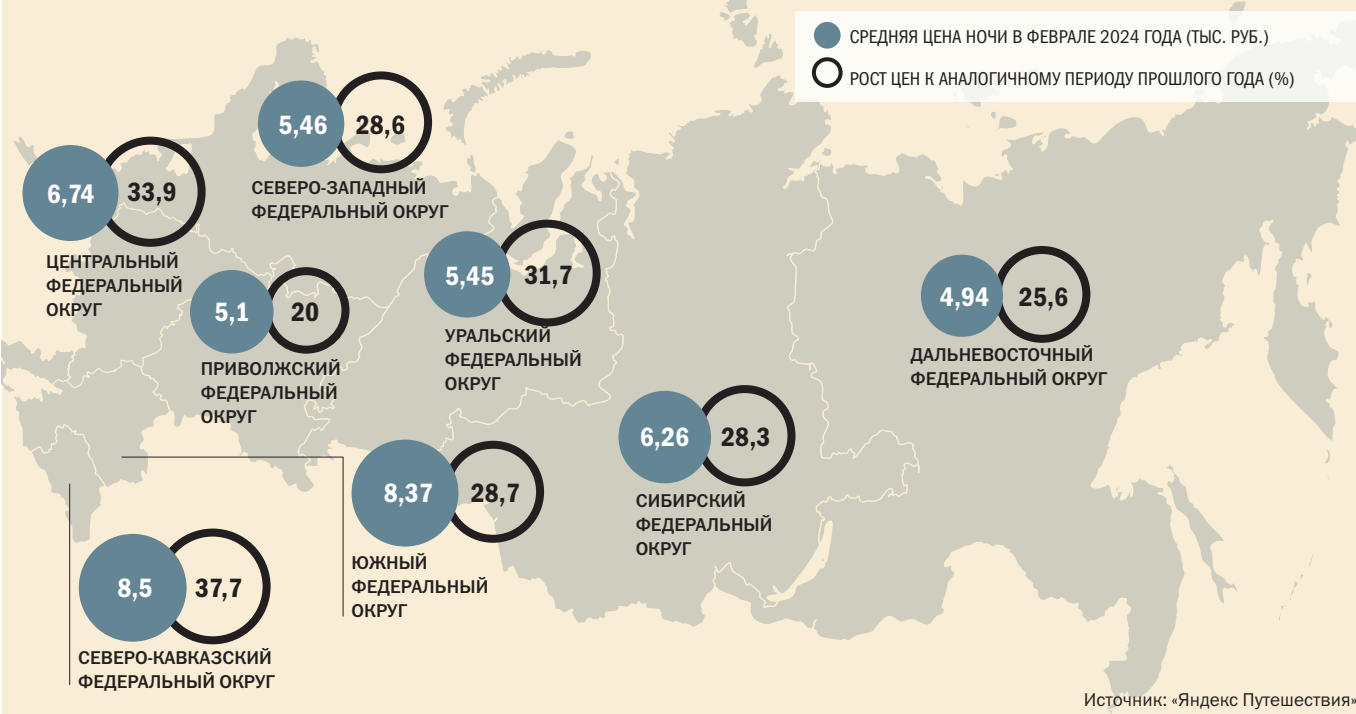 СРЕДНЯЯ ЦЕНА НОЧИ В ФЕВРАЛЕ 2024 ГОДА (ТЫС. РУБ.)
РОСТ ЦЕН К АНАЛОГИЧНОМУ ПЕРИОДУ ПРОШЛОГО ГОДА (%)
5,46 28,6
СЕВЕРО-ЗАПАДНЫЙ
ФЕДЕРАЛЬНЫЙ ОКРУГ
6,74 33,9
ЦЕНТРАЛЬНЫЙ
ФЕДЕРАЛЬНЫЙ
ОКРУГ
5,45 31,7
УРАЛЬСКИЙ
ФЕДЕРАЛЬНЫЙ
ОКРУГ
5,1 20
ПРИВОЛЖСКИЙ
ФЕДЕРАЛЬНЫЙ
ОКРУГ
4,94 25,6
ДАЛЬНЕВОСТОЧНЫЙ
ФЕДЕРАЛЬНЫЙ ОКРУГ
6,26 28,3
СИБИРСКИЙ
ФЕДЕРАЛЬНЫЙ
ОКРУГ
8,37 28,7
ЮЖНЫЙ
ФЕДЕРАЛЬНЫЙ
ОКРУГ
8,5 37,7
СЕВЕРО-КАВКАЗСКИЙ
ФЕДЕРАЛЬНЫЙ ОКРУГ
Источник: «Яндекс Путешествия»